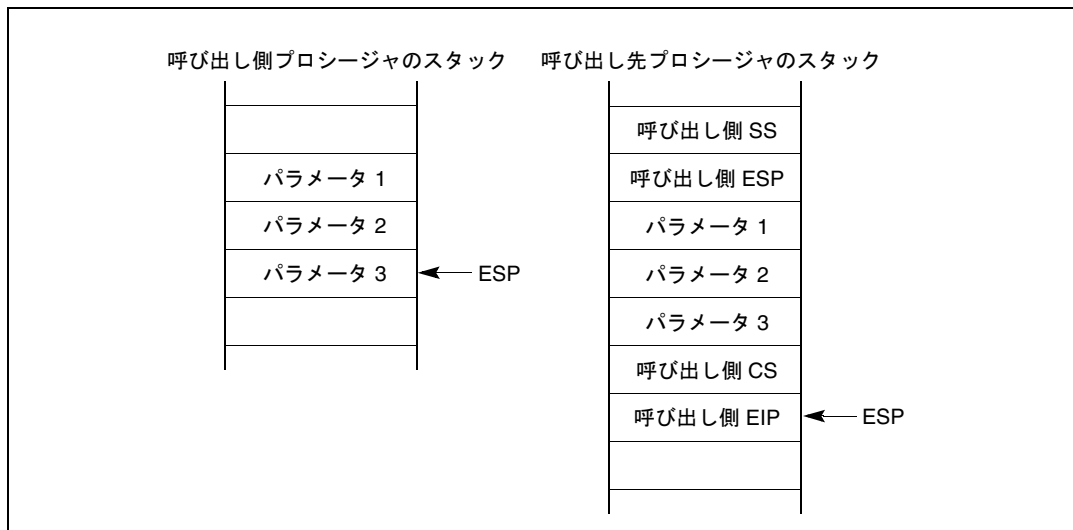 呼び出し側プロシージャのスタック
呼び出し先プロシージャのスタック
パラメータ 1
パラメータ 2
パラメータ 3
ESP
呼び出し側 SS
呼び出し側 ESP
パラメータ 1
パラメータ 2
パラメータ 3
呼び出し側 CS
呼び出し側 EIP
ESP